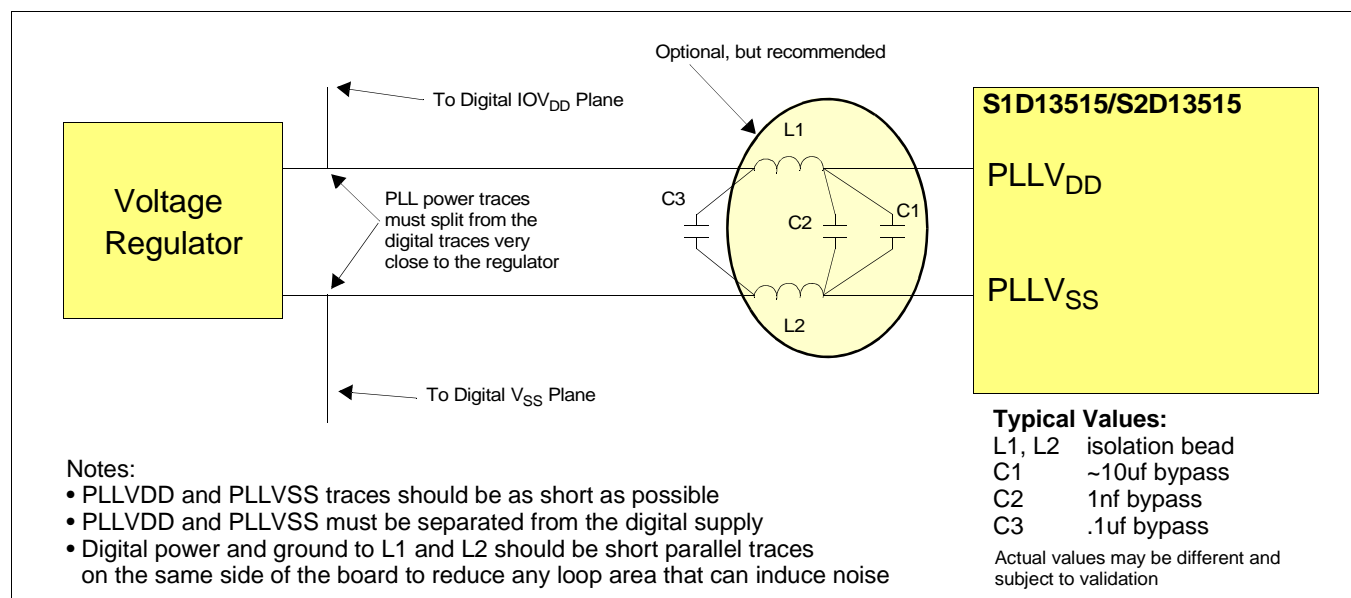 Optional, but recommended
To Digital IOVDD Plane
S1D13515/S2D13515
L1
Voltage
Regulator
PLL power traces
must split from the
digital traces very
close to the regulator
C3
C2
C1
PLLVDD
PLLVSS
L2
To Digital VSS Plane
Typical Values:
L1, L2 isolation bead
C1 ~10uf bypass
C2 1nf bypass
C3 .1uf bypass
Actual values may be different and
subject to validation
Notes:
• PLLVDD and PLLVSS traces should be as short as possible
• PLLVDD and PLLVSS must be separated from the digital supply
• Digital power and ground to L1 and L2 should be short parallel traces
on the same side of the board to reduce any loop area that can induce noise